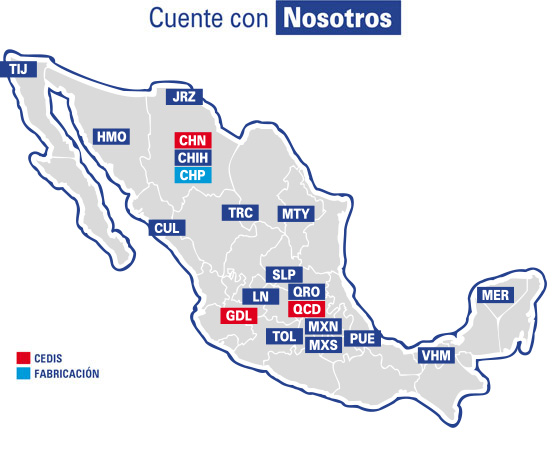 Cuente con Nosotros
TIJ
JRZ
HMO
CHN
CHIH
CHP
TRC
MTY
CUL
SLP
LN
QRO
MER
GDL
QCD
MXN
TOL
PUE
MXS
VHM
CEDIS
FABRICACIÓN